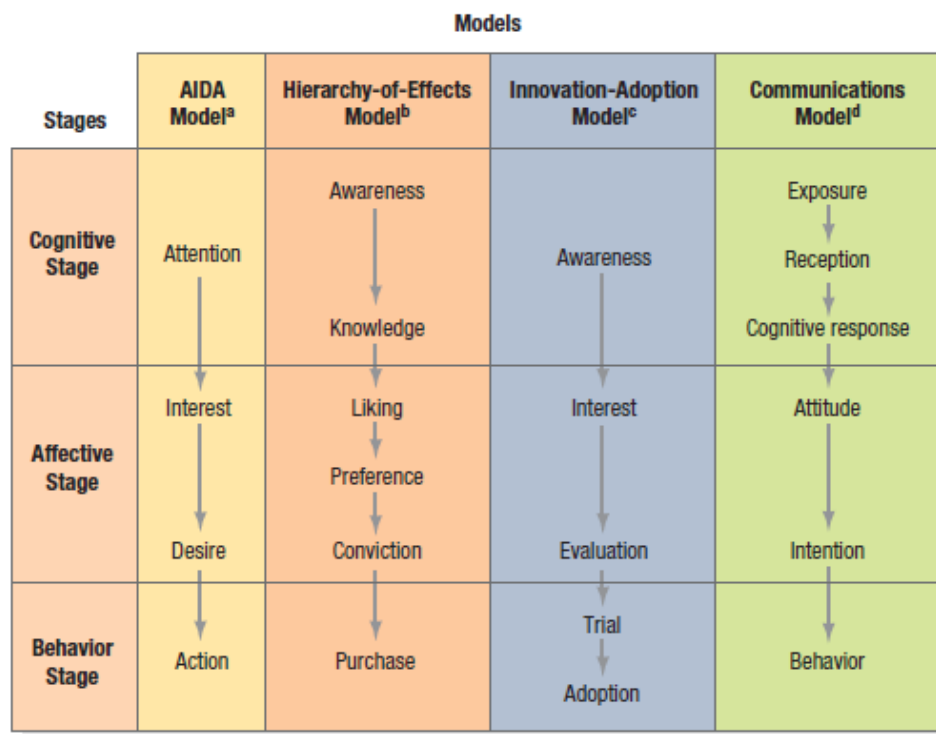 Models
Stages
AIDA
Modelᵃ
Hierarchy-of-Effects
Modelᵇ
Innovation-Adoption
Modelᶜ
Communications
Modelᵈ
Cognitive
Stage
Attention
Awareness
Knowledge
Awareness
Exposure
Reception
Cognitive response
Affective
Stage
Interest
Desire
Liking
Preference
Conviction
Interest
Evaluation
Attitude
Intention
Behavior
Stage
Action
Purchase
Trial
Adoption
Behavior